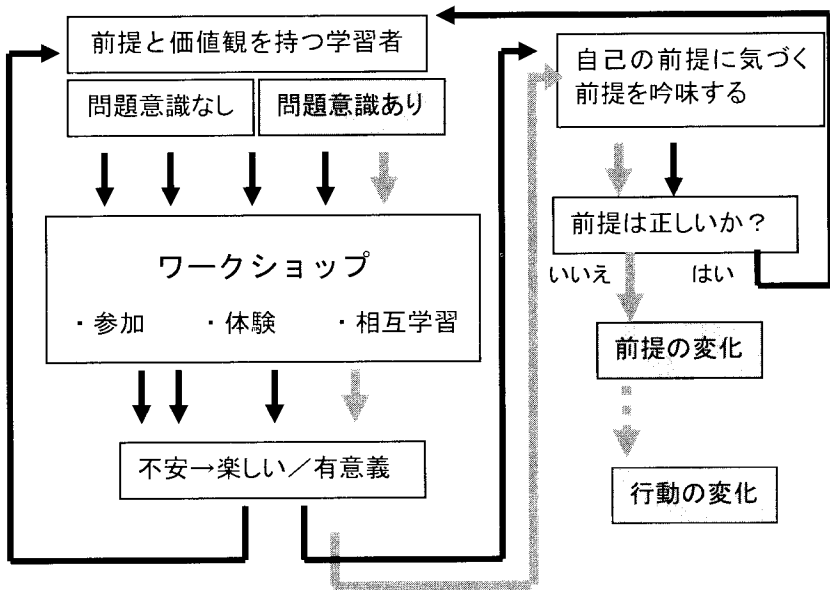 前提と価値観を持つ学習者
問題意識なし
問題意識あり
ワークショップ
・参加 ・体験 ・相互学習
不安→楽しい／有意義
自己の前提に気づく
前提を吟味する
前提は正しいか？
いいえ はい
前提の変化
行動の変化